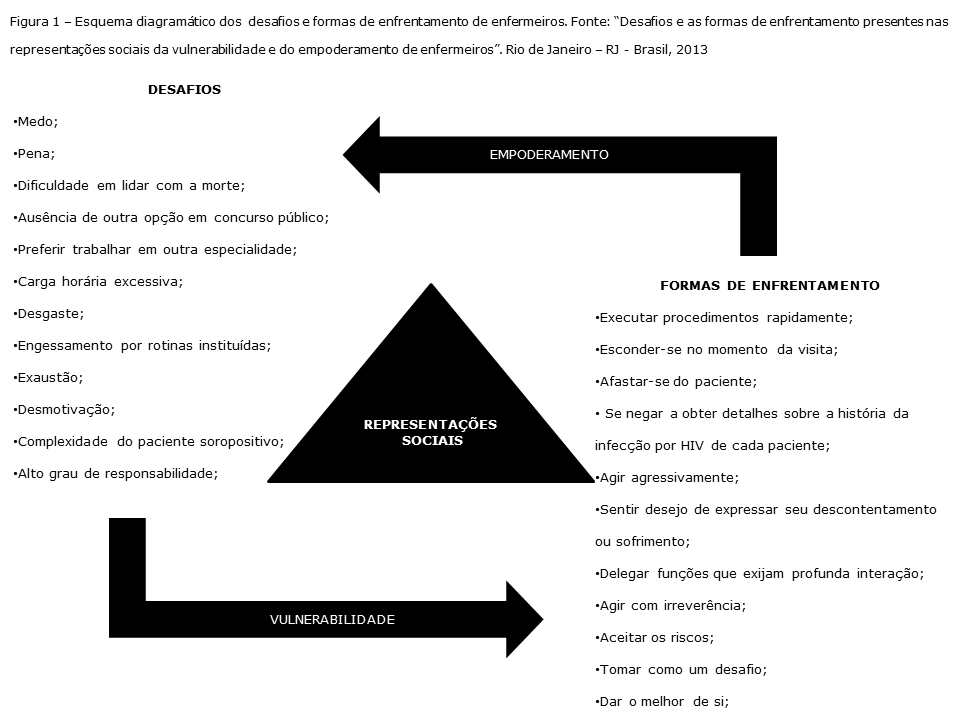 Figura 1 – Esquema diagramático dos desafios e formas de enfrentamento de enfermeiros. Fonte: “Desafios e as formas de enfrentamento presentes nas
representações sociais da vulnerabilidade e do empoderamento de enfermeiros”. Rio de Janeiro – RJ - Brasil, 2013
DESAFIOS
•Medo;
•Pena;
•Dificuldade em lidar com a morte;
•Ausência de outra opção em concurso público;
•Preferir trabalhar em outra especialidade;
•Carga horária excessiva;
•Desgaste;
•Engessamento por rotinas instituídas;
•Exaustão;
•Desmotivação;
•Complexidade do paciente soropositivo;
•Alto grau de responsabilidade;
EMPODERAMENTO
REPRESENTAÇÕES
SOCIAIS
VULNERABILIDADE
FORMAS DE ENFRENTAMENTO
•Executar procedimentos rapidamente;
•Esconder-se no momento da visita;
•Afastar-se do paciente;
• Se negar a obter detalhes sobre a história da
infecção por HIV de cada paciente;
•Agir agressivamente;
•Sentir desejo de expressar seu descontentamento
ou sofrimento;
•Delegar funções que exijam profunda interação;
•Agir com irreverência;
•Aceitar os riscos;
•Tomar como um desafio;
•Dar o melhor de si;